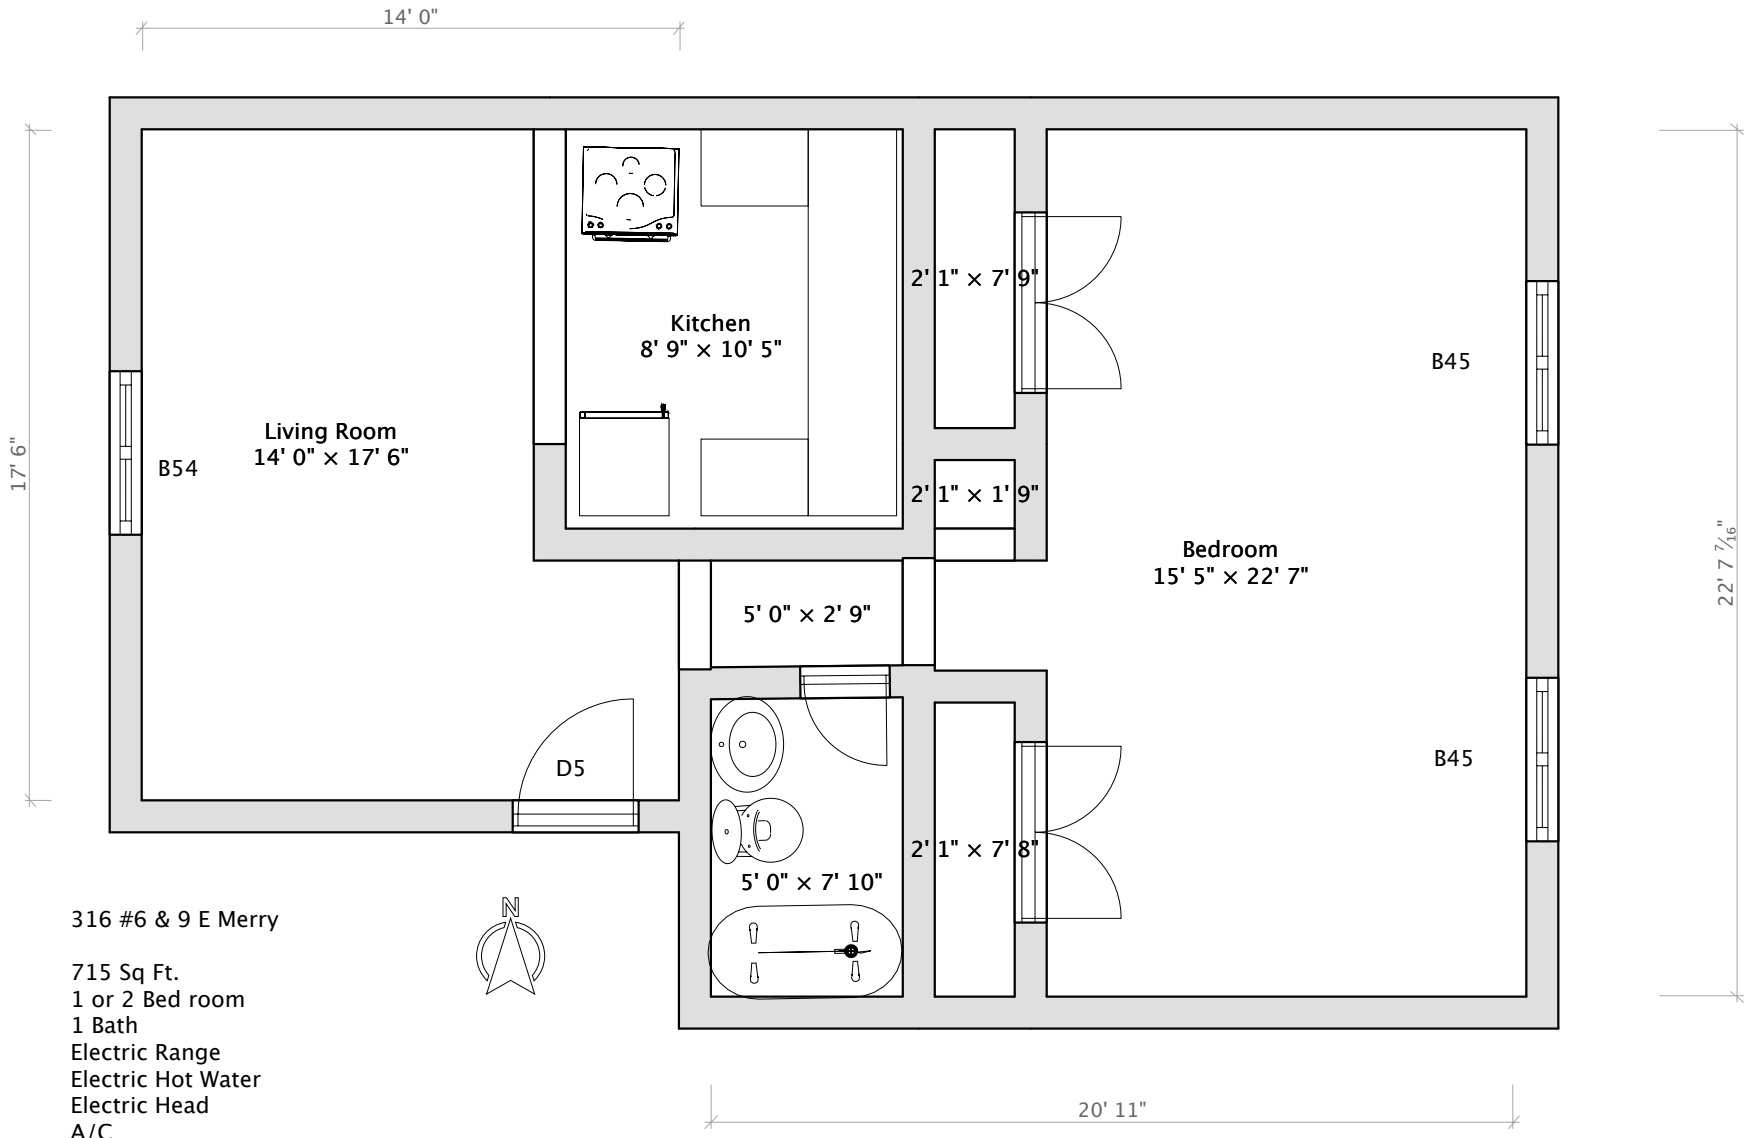 14' 0"
17' 6"
Kitchen
8' 9" × 10' 5"
2' 1" × 7' 9"
B45
Living Room
14' 0" × 17' 6"
B54
2' 1" × 1' 9"
Bedroom
15' 5" × 22' 7"
22' 7 7⁄16"
5' 0" × 2' 9"
D5
B45
2' 1" × 7' 8"
5' 0" × 7' 10"
N
316 #6 & 9 E Merry
715 Sq Ft.
1 or 2 Bed room
1 Bath
Electric Range
Electric Hot Water
Electric Head
A/C
20' 11"